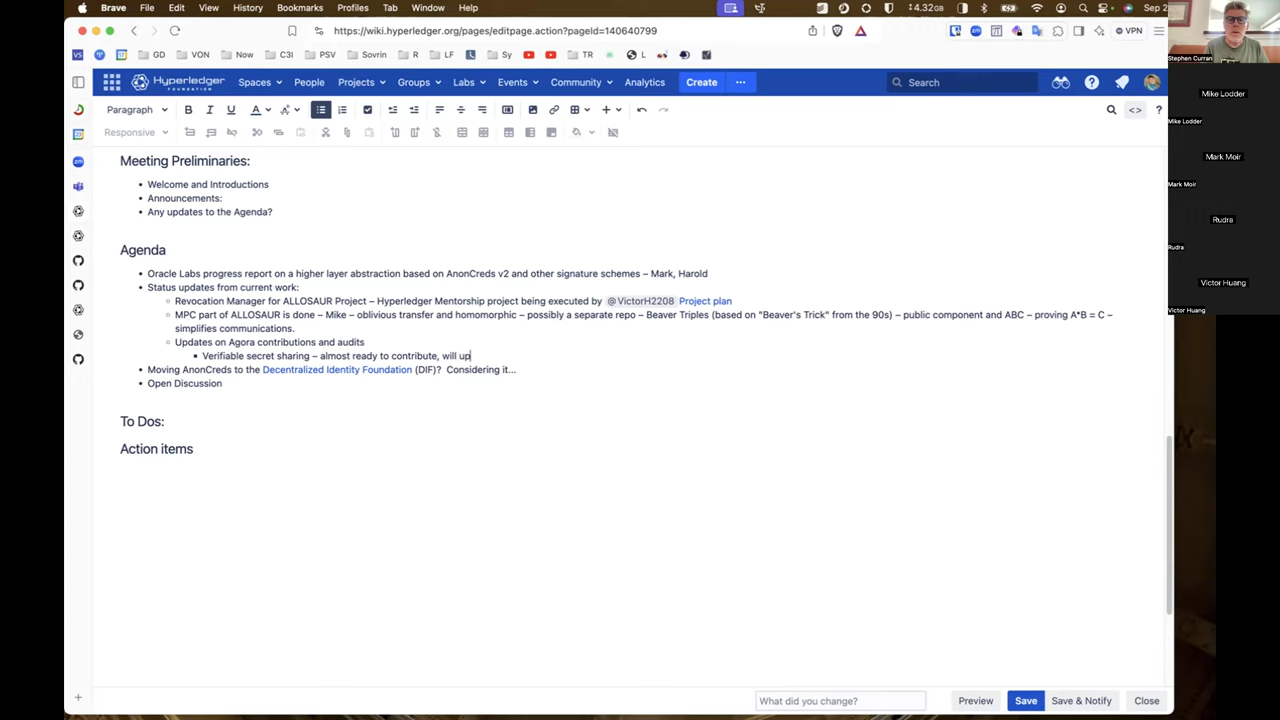 Brave File Edit View History Bookmarks Profiles Tab Window Help
4.32GB
Sep 2
https://wiki.hyperledger.org/pages/editpage.action?pageId=140640799
VPN
GD VON Now C3I PSV Sovrin R LF Sy TR L
HYPERLEDGER FOUNDATION Spaces People Projects Groups Labs Events Community Analytics Create Search
Paragraph
Responsive
Meeting Preliminaries:
• Welcome and Introductions
• Announcements:
• Any updates to the Agenda?
Agenda
• Oracle Labs progress report on a higher layer abstraction based on AnonCreds v2 and other signature schemes – Mark, Harold
• Status updates from current work:
Revocation Manager for ALLOSAUR Project – Hyperledger Mentorship project being executed by @VictorH2208 Project plan
MPC part of ALLOSAUR is done – Mike – oblivious transfer and homomorphic – possibly a separate repo – Beaver Triples (based on "Beaver's Trick" from the 90s) – public component and ABC – proving A*B = C –
simplifies communications.
Updates on Agora contributions and audits
Verifiable secret sharing – almost ready to contribute, will up
• Moving AnonCreds to the Decentralized Identity Foundation (DIF)? Considering it...
• Open Discussion
To Dos:
Action items
What did you change? Preview Save Save & Notify Close
Stephen Curran
Mike Lodder
Mike Lodder
Mark Moir
Mark Moir
Rudra
Rudra
Victor Huang
Victor Huang